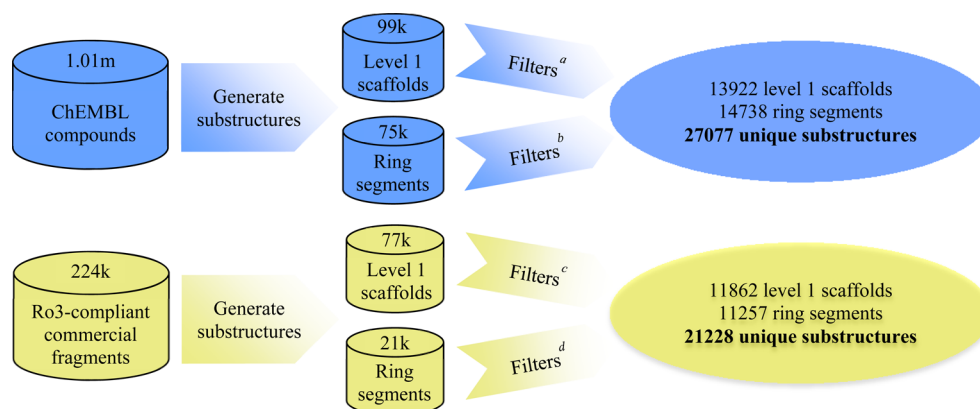 1.01m
ChEMBL
compounds
Generate
substructures
99k
Level 1
scaffolds
75k
Ring
segments
Filters a
Filters b
13922 level 1 scaffolds
14738 ring segments
27077 unique substructures
224k
Ro3-compliant
commercial
fragments
Generate
substructures
77k
Level 1
scaffolds
21k
Ring
segments
Filters c
Filters d
11862 level 1 scaffolds
11257 ring segments
21228 unique substructures